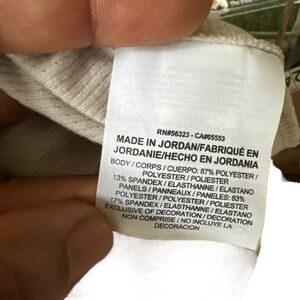 RN#56323 - CA#05553
MADE IN JORDAN/FABRIQUÉ EN
JORDANIE/HECHO EN JORDANIA
BODY / CORPS / CUERPO: 87% POLYESTER /
POLYESTER / POLIESTER
13% SPANDEX / ELASTHANNE / ELASTANO
PANELS / PANNEAUX / PANELES: 83%
POLYESTER / POLYESTER / POLIESTER
17% SPANDEX / ELASTHANNE / ELASTANO
EXCLUSIVE OF DECORATION / DECORATION
NON COMPRISE / NO INCLUYE LA
DECORACION